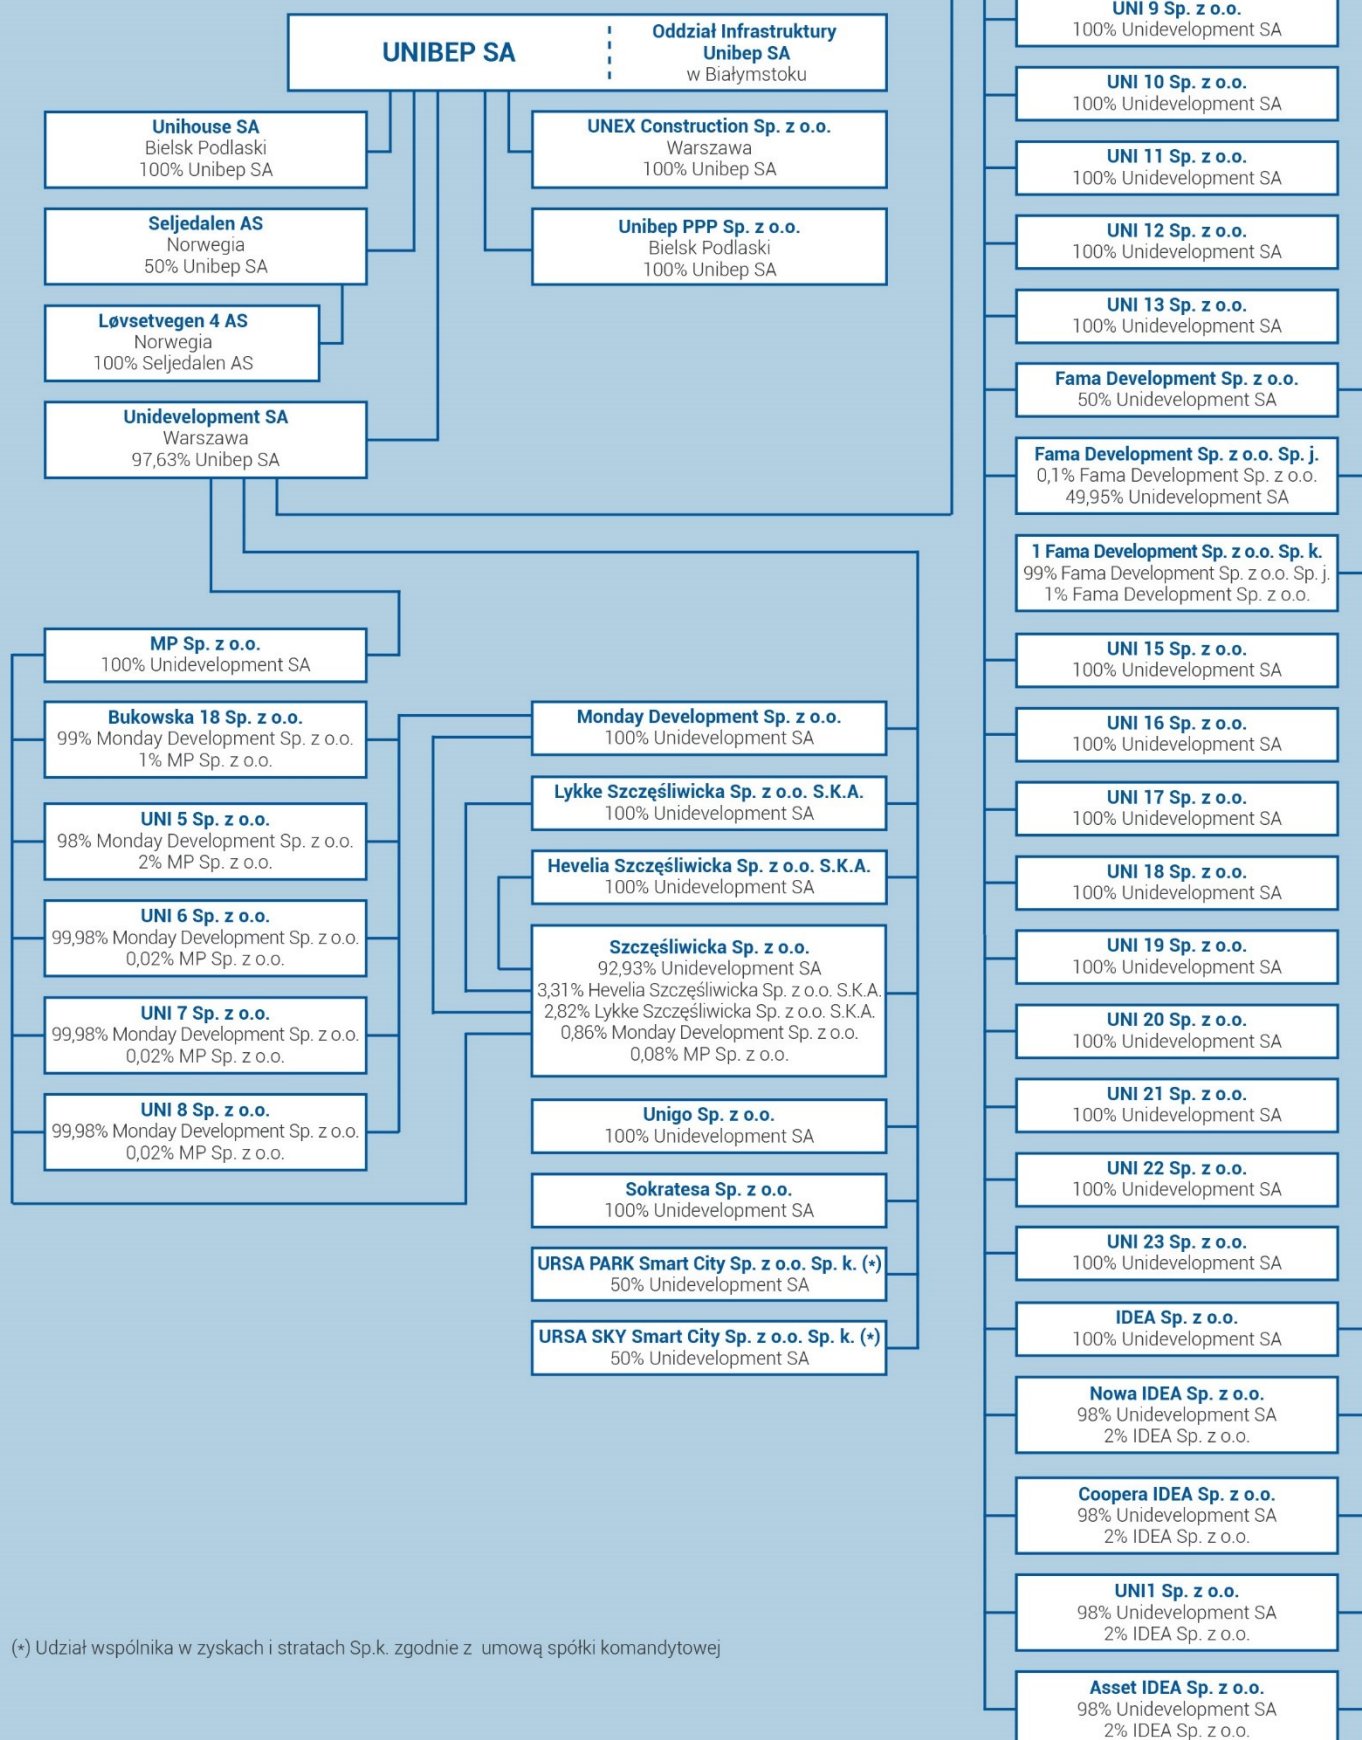 UNIBEP SA
Oddział Infrastruktury
Unibep SA
w Białymstoku
Unihouse SA
Bielsk Podlaski
100% Unibep SA
Seljedalen AS
Norwegia
50% Unibep SA
Løvsetvegen 4 AS
Norwegia
100% Seljedalen AS
Unidevelopment SA
Warszawa
97,63% Unibep SA
UNEX Construction Sp. z o.o.
Warszawa
100% Unibep SA
Unibep PPP Sp. z o.o.
Bielsk Podlaski
100% Unibep SA
MP Sp. z o.o.
100% Unidevelopment SA
Bukowska 18 Sp. z o.o.
99% Monday Development Sp. z o.o.
1% MP Sp. z o.o.
UNI 5 Sp. z o.o.
98% Monday Development Sp. z o.o.
2% MP Sp. z o.o.
UNI 6 Sp. z o.o.
99,98% Monday Development Sp. z o.o.
0,02% MP Sp. z o.o.
UNI 7 Sp. z o.o.
99,98% Monday Development Sp. z o.o.
0,02% MP Sp. z o.o.
UNI 8 Sp. z o.o.
99,98% Monday Development Sp. z o.o.
0,02% MP Sp. z o.o.
Monday Development Sp. z o.o.
100% Unidevelopment SA
Lykke Szczęśliwicka Sp. z o.o. S.K.A.
100% Unidevelopment SA
Hevelia Szczęśliwicka Sp. z o.o. S.K.A.
100% Unidevelopment SA
Szczęśliwicka Sp. z o.o.
92,93% Unidevelopment SA
3,31% Hevelia Szczęśliwicka Sp. z o.o. S.K.A.
2,82% Lykke Szczęśliwicka Sp. z o.o. S.K.A.
0,86% Monday Development Sp. z o.o.
0,08% MP Sp. z o.o.
Unigo Sp. z o.o.
100% Unidevelopment SA
Sokratesa Sp. z o.o.
100% Unidevelopment SA
URSA PARK Smart City Sp. z o.o. Sp. k. (*)
50% Unidevelopment SA
URSA SKY Smart City Sp. z o.o. Sp. k. (*)
50% Unidevelopment SA
UNI 9 Sp. z o.o.
100% Unidevelopment SA
UNI 10 Sp. z o.o.
100% Unidevelopment SA
UNI 11 Sp. z o.o.
100% Unidevelopment SA
UNI 12 Sp. z o.o.
100% Unidevelopment SA
UNI 13 Sp. z o.o.
100% Unidevelopment SA
Fama Development Sp. z o.o.
50% Unidevelopment SA
Fama Development Sp. z o.o. Sp. j.
0,1% Fama Development Sp. z o.o.
49,95% Unidevelopment SA
1 Fama Development Sp. z o.o. Sp. k.
99% Fama Development Sp. z o.o. Sp. j.
1% Fama Development Sp. z o.o.
UNI 15 Sp. z o.o.
100% Unidevelopment SA
UNI 16 Sp. z o.o.
100% Unidevelopment SA
UNI 17 Sp. z o.o.
100% Unidevelopment SA
UNI 18 Sp. z o.o.
100% Unidevelopment SA
UNI 19 Sp. z o.o.
100% Unidevelopment SA
UNI 20 Sp. z o.o.
100% Unidevelopment SA
UNI 21 Sp. z o.o.
100% Unidevelopment SA
UNI 22 Sp. z o.o.
100% Unidevelopment SA
UNI 23 Sp. z o.o.
100% Unidevelopment SA
IDEA Sp. z o.o.
100% Unidevelopment SA
Nowa IDEA Sp. z o.o.
98% Unidevelopment SA
2% IDEA Sp. z o.o.
Coopera IDEA Sp. z o.o.
98% Unidevelopment SA
2% IDEA Sp. z o.o.
UNI1 Sp. z o.o.
98% Unidevelopment SA
2% IDEA Sp. z o.o.
Asset IDEA Sp. z o.o.
98% Unidevelopment SA
2% IDEA Sp. z o.o.
(*) Udział wspólnika w zyskach i stratach Sp.k. zgodnie z umową spółki komandytowej